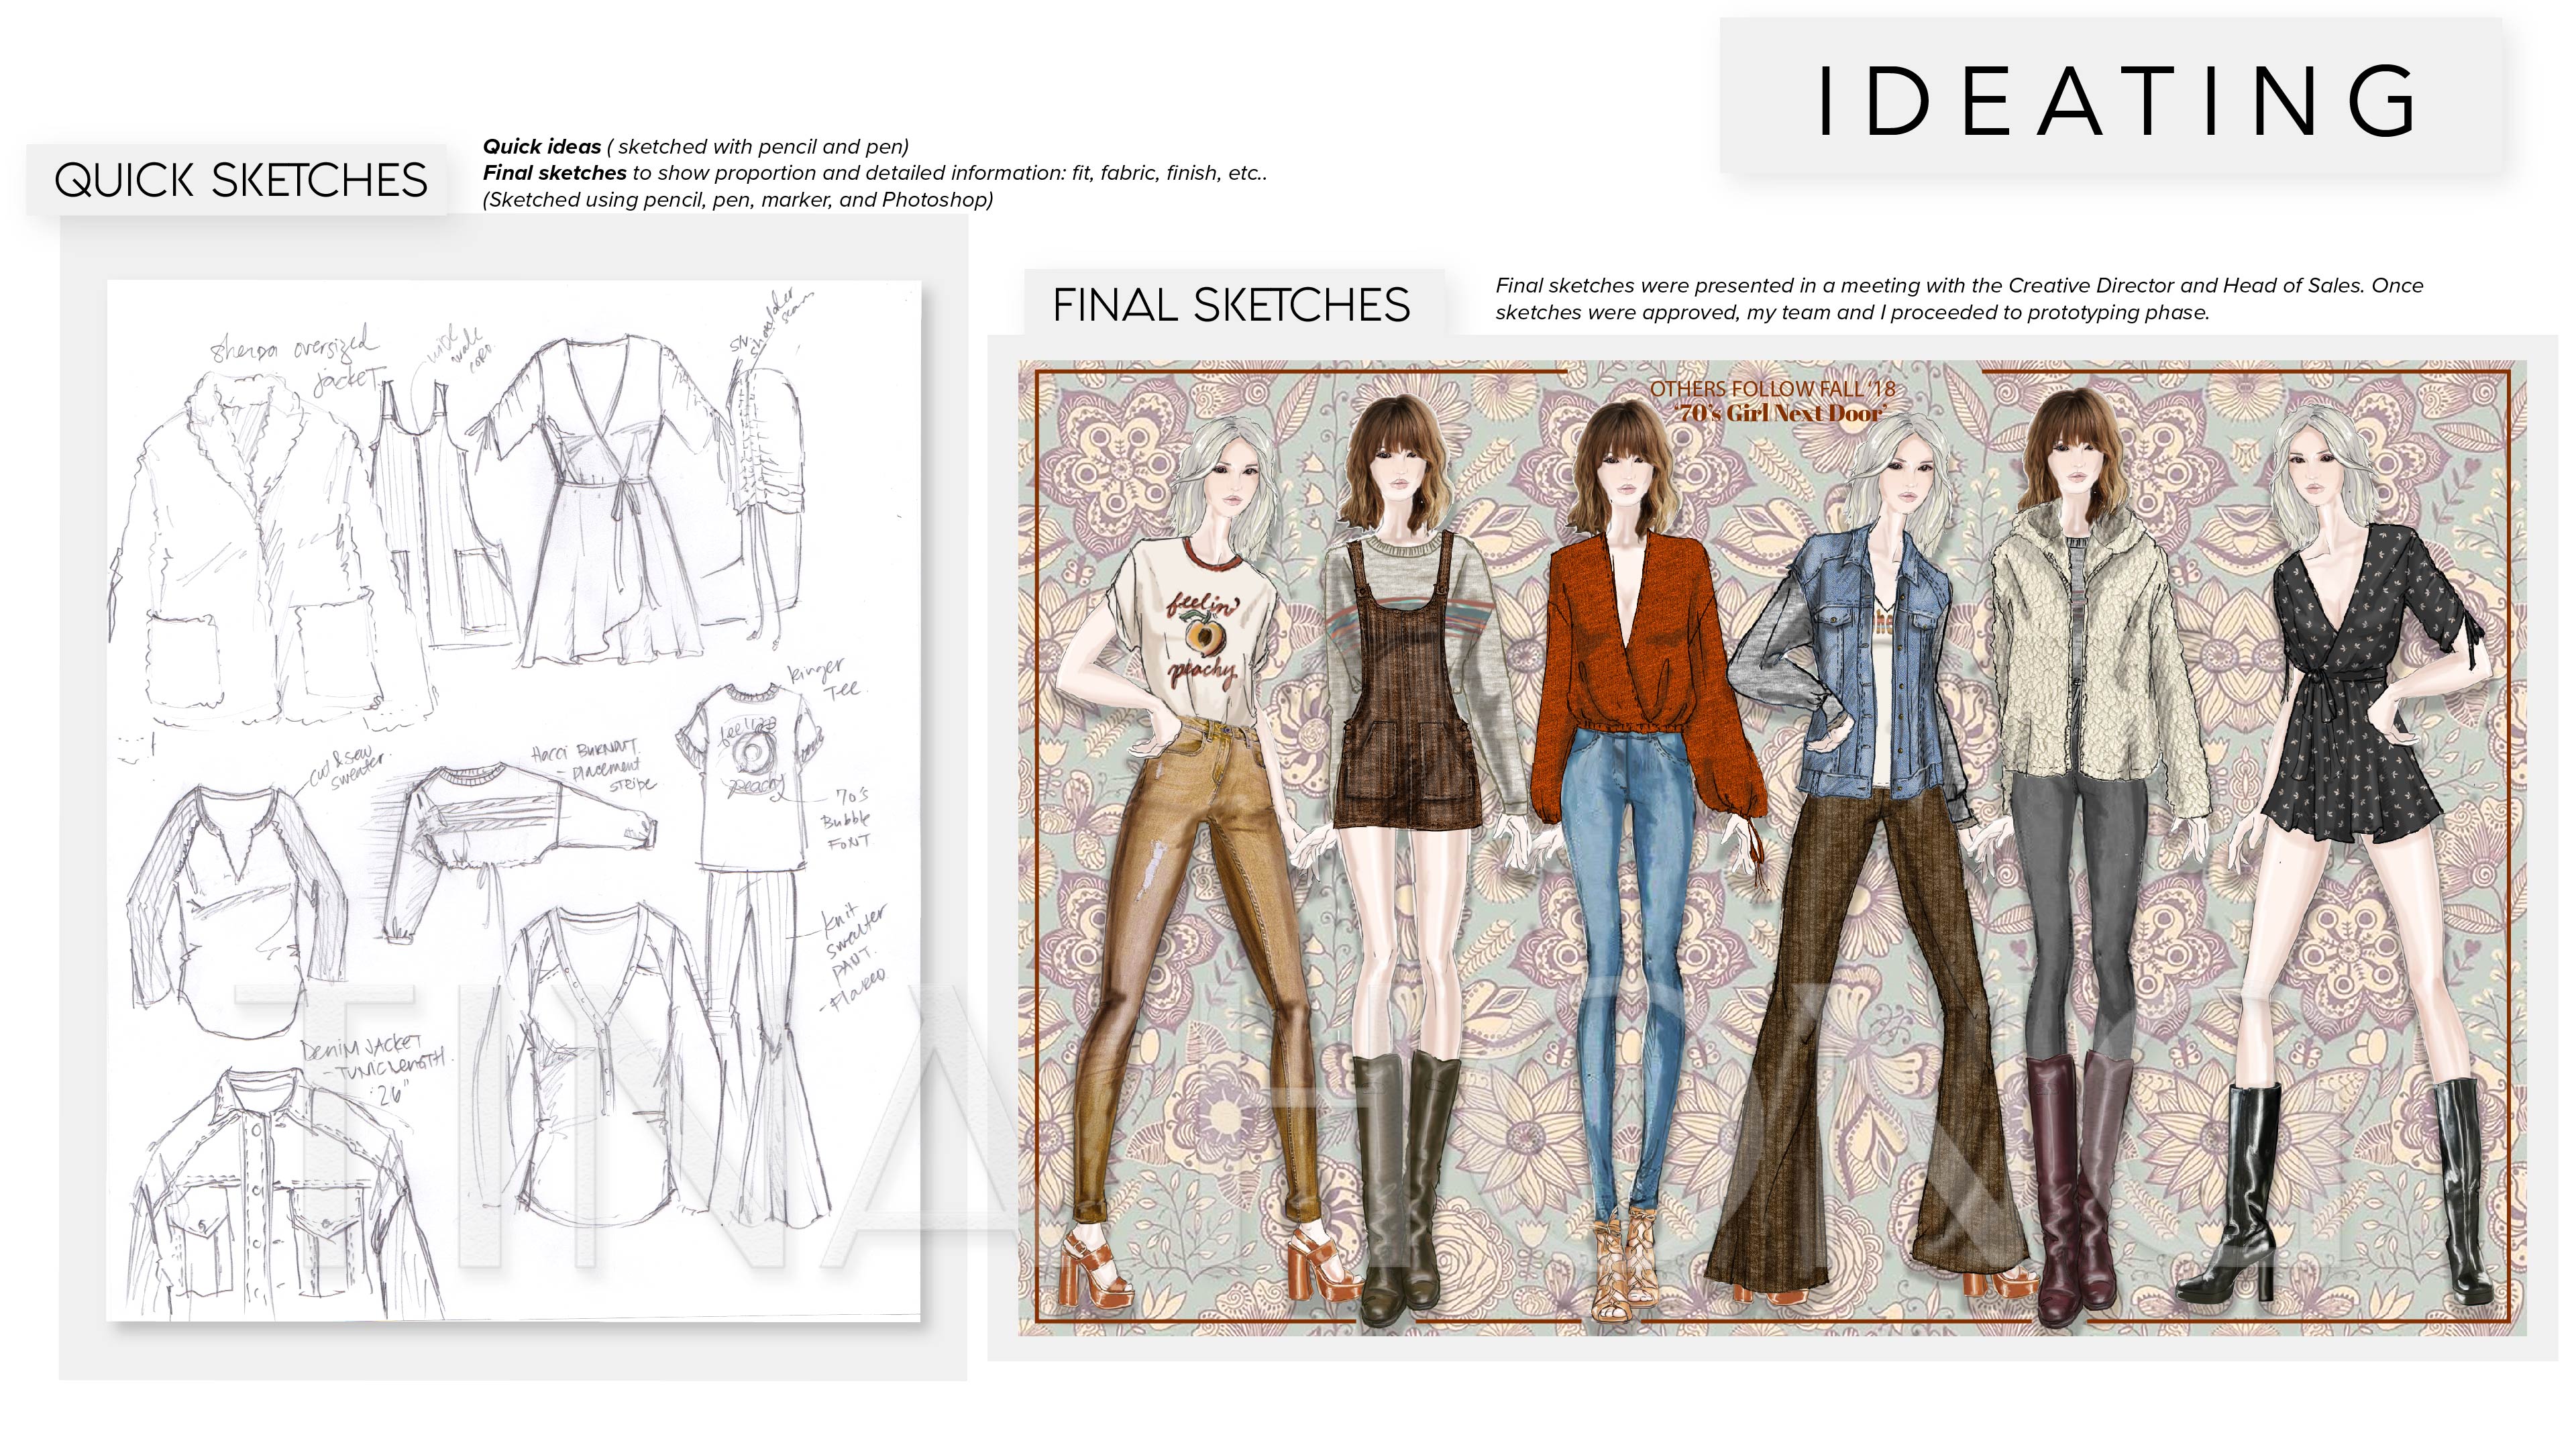 IDEATING
QUICK SKETCHES
Quick ideas ( sketched with pencil and pen)
Final sketches to show proportion and detailed information: fit, fabric, finish, etc..
(Sketched using pencil, pen, marker, and Photoshop)
sherpa oversized
jacket
wide
wale
shoulder
seam
ringer
Tee.
feeling
peachy
70's
Bubble
FONT
cut & sew
sweater.
Hacci BURNOUT
- Placement
stripe
knit
sweater
PANT.
- Flared
Denim JACKET
- TUNIC LENGTH
26"
FINAL SKETCHES
Final sketches were presented in a meeting with the Creative Director and Head of Sales. Once
sketches were approved, my team and I proceeded to prototyping phase.
OTHERS FOLLOW FALL '18
'70's Girl Next Door'
feelin'
peachy